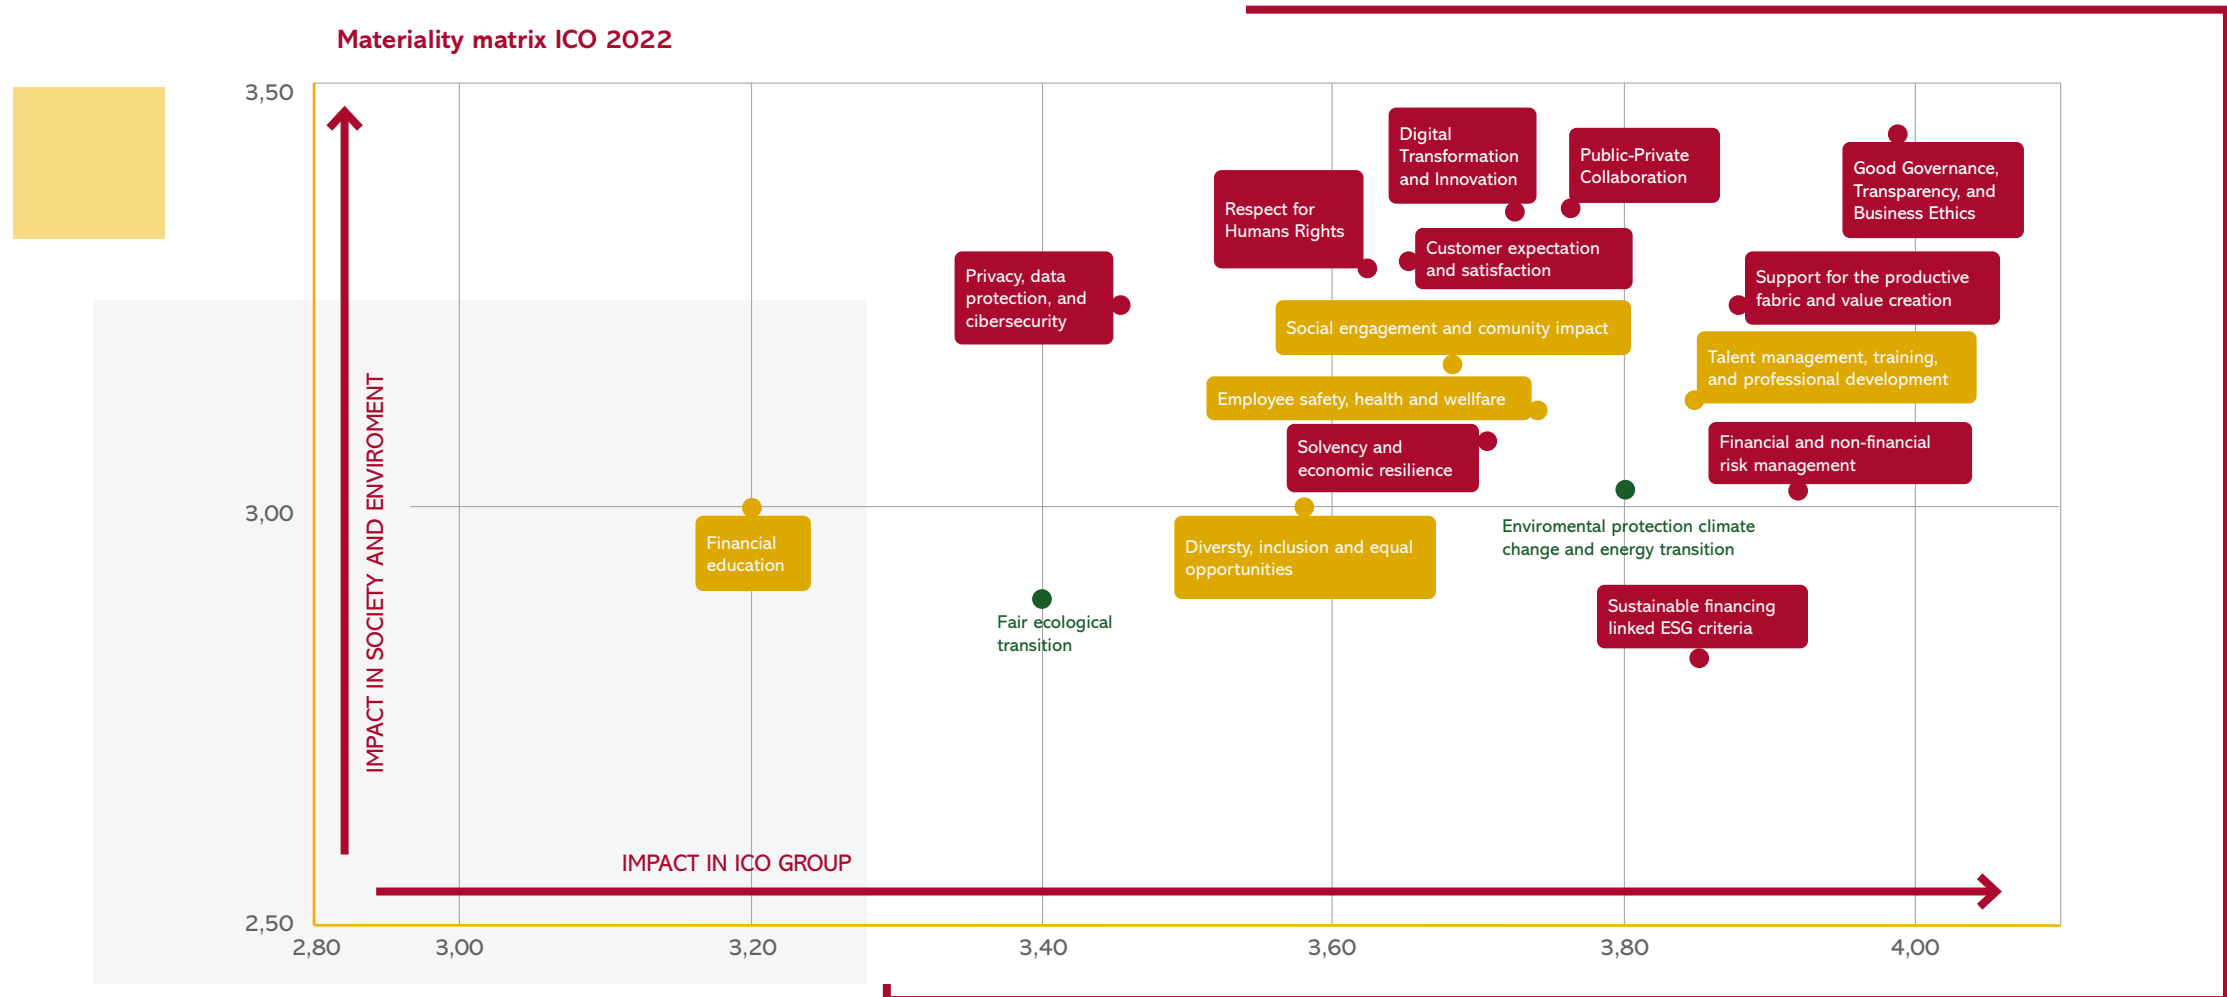 Materiality matrix ICO 2022
3,50
3,00
2,50
IMPACT IN SOCIETY AND ENVIROMENT
Digital
Transformation
and Innovation
Public-Private
Collaboration
Good Governance,
Transparency, and
Business Ethics
Respect for
Humans Rights
Customer expectation
and satisfaction
Privacy, data
protection, and
cibersecurity
Support for the productive
fabric and value creation
Social engagement and comunity impact
Talent management, training,
and professional development
Employee safety, health and wellfare
Solvency and
economic resilience
Financial and non-financial
risk management
Financial
education
Diversty, inclusion and equal
opportunities
Enviromental protection climate
change and energy transition
Fair ecological
transition
Sustainable financing
linked ESG criteria
IMPACT IN ICO GROUP
2,80
3,00
3,20
3,40
3,60
3,80
4,00